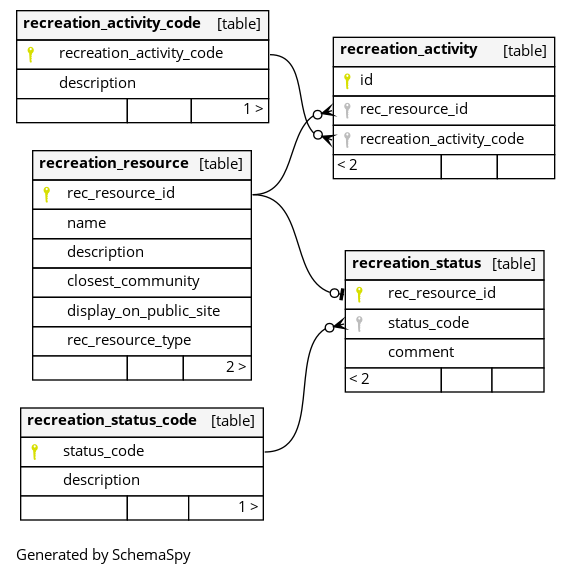 recreation_activity_code [table]
recreation_activity_code
description
1 >
recreation_activity [table]
id
rec_resource_id
recreation_activity_code
< 2
recreation_resource [table]
rec_resource_id
name
description
closest_community
display_on_public_site
rec_resource_type
2 >
recreation_status [table]
rec_resource_id
status_code
comment
< 2
recreation_status_code [table]
status_code
description
1 >
Generated by SchemaSpy